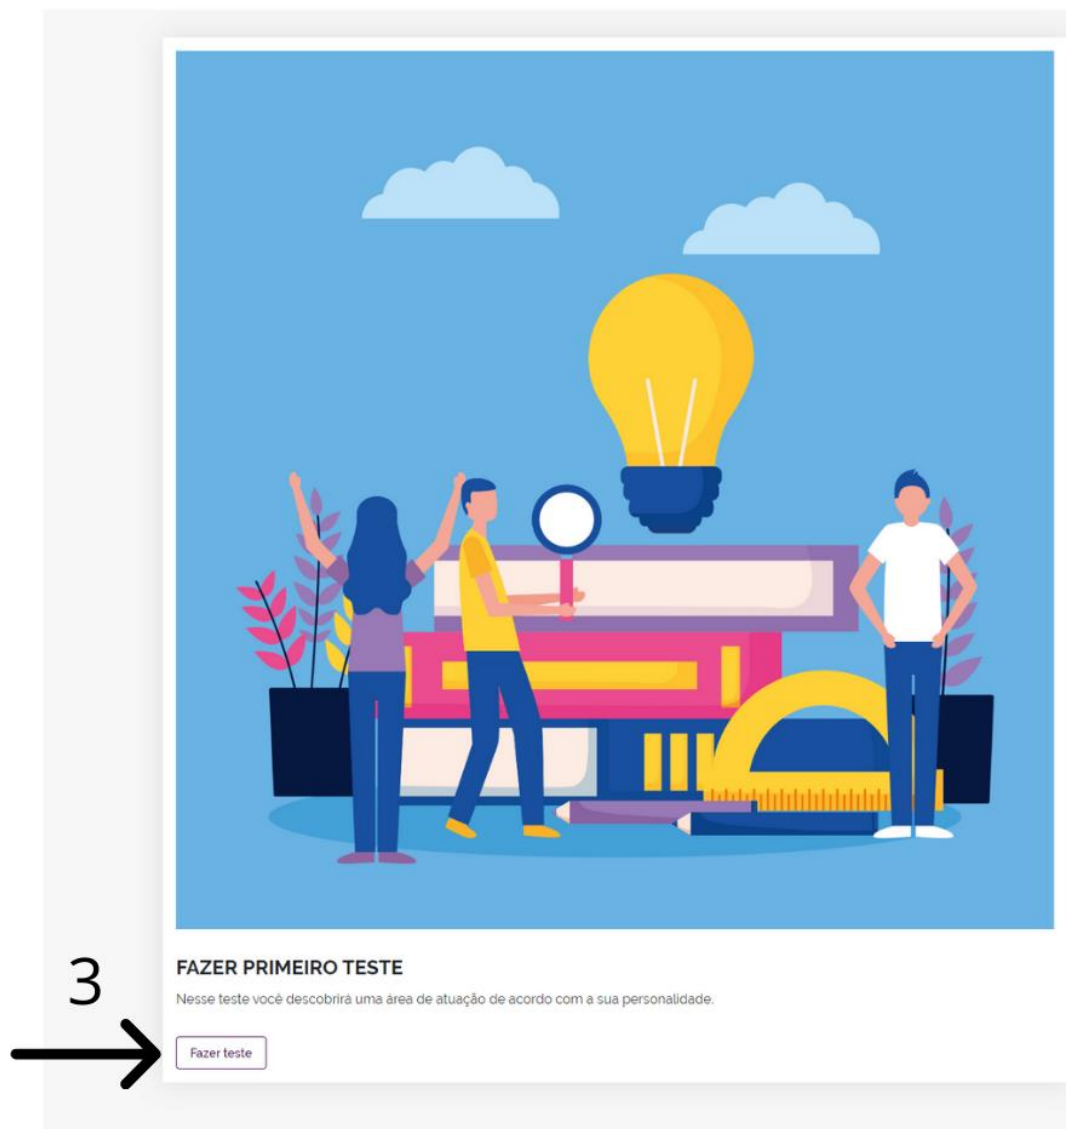 FAZER PRIMEIRO TESTE
3
Nesse teste você descobrirá uma área de atuação de acordo com a sua personalidade.
Fazer teste